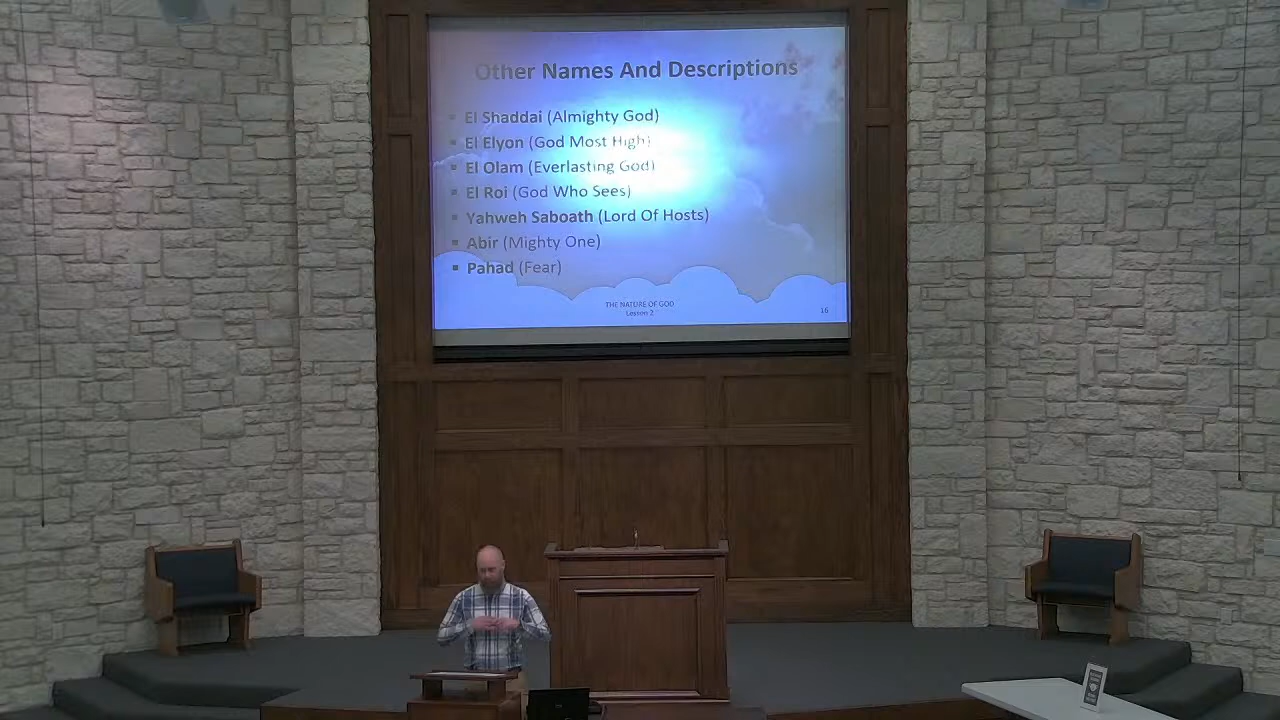 Other Names And Descriptions
▪ El Shaddai (Almighty God)
▪ El Elyon (God Most High)
▪ El Olam (Everlasting God)
▪ El Roi (God Who Sees)
▪ Yahweh Saboath (Lord Of Hosts)
▪ Abir (Mighty One)
▪ Pahad (Fear)
THE NATURE OF GOD
Lesson 2
16